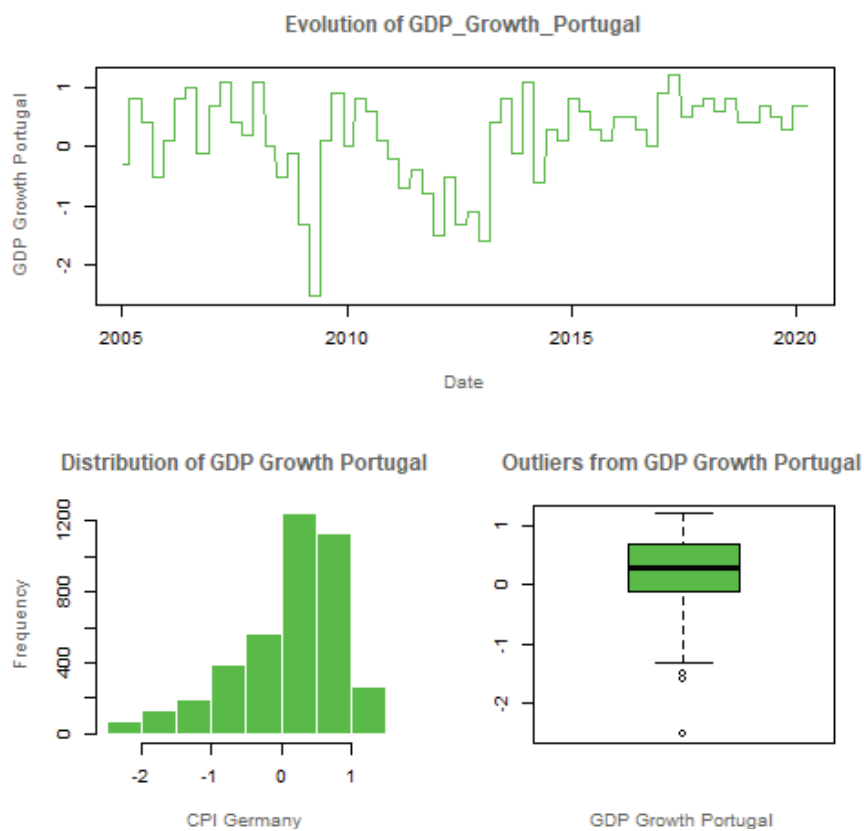 Evolution of GDP_Growth_Portugal
GDP Growth Portugal
1
0
-1
-2
2005 2010 2015 2020
Date
Distribution of GDP Growth Portugal
Frequency
1200
800
400
0
-2 -1 0 1
CPI Germany
Outliers from GDP Growth Portugal
1
0
-1
-2
GDP Growth Portugal